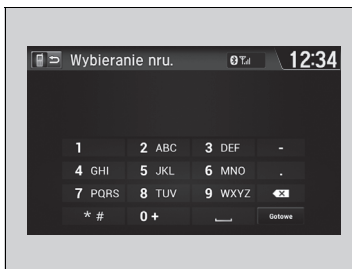 Wybieranie nru. 12:34
1 2 ABC 3 DEF -
4 GHI 5 JKL 6 MNO .
7 PQRS 8 TUV 9 WXYZ
* # 0 + Gotowe